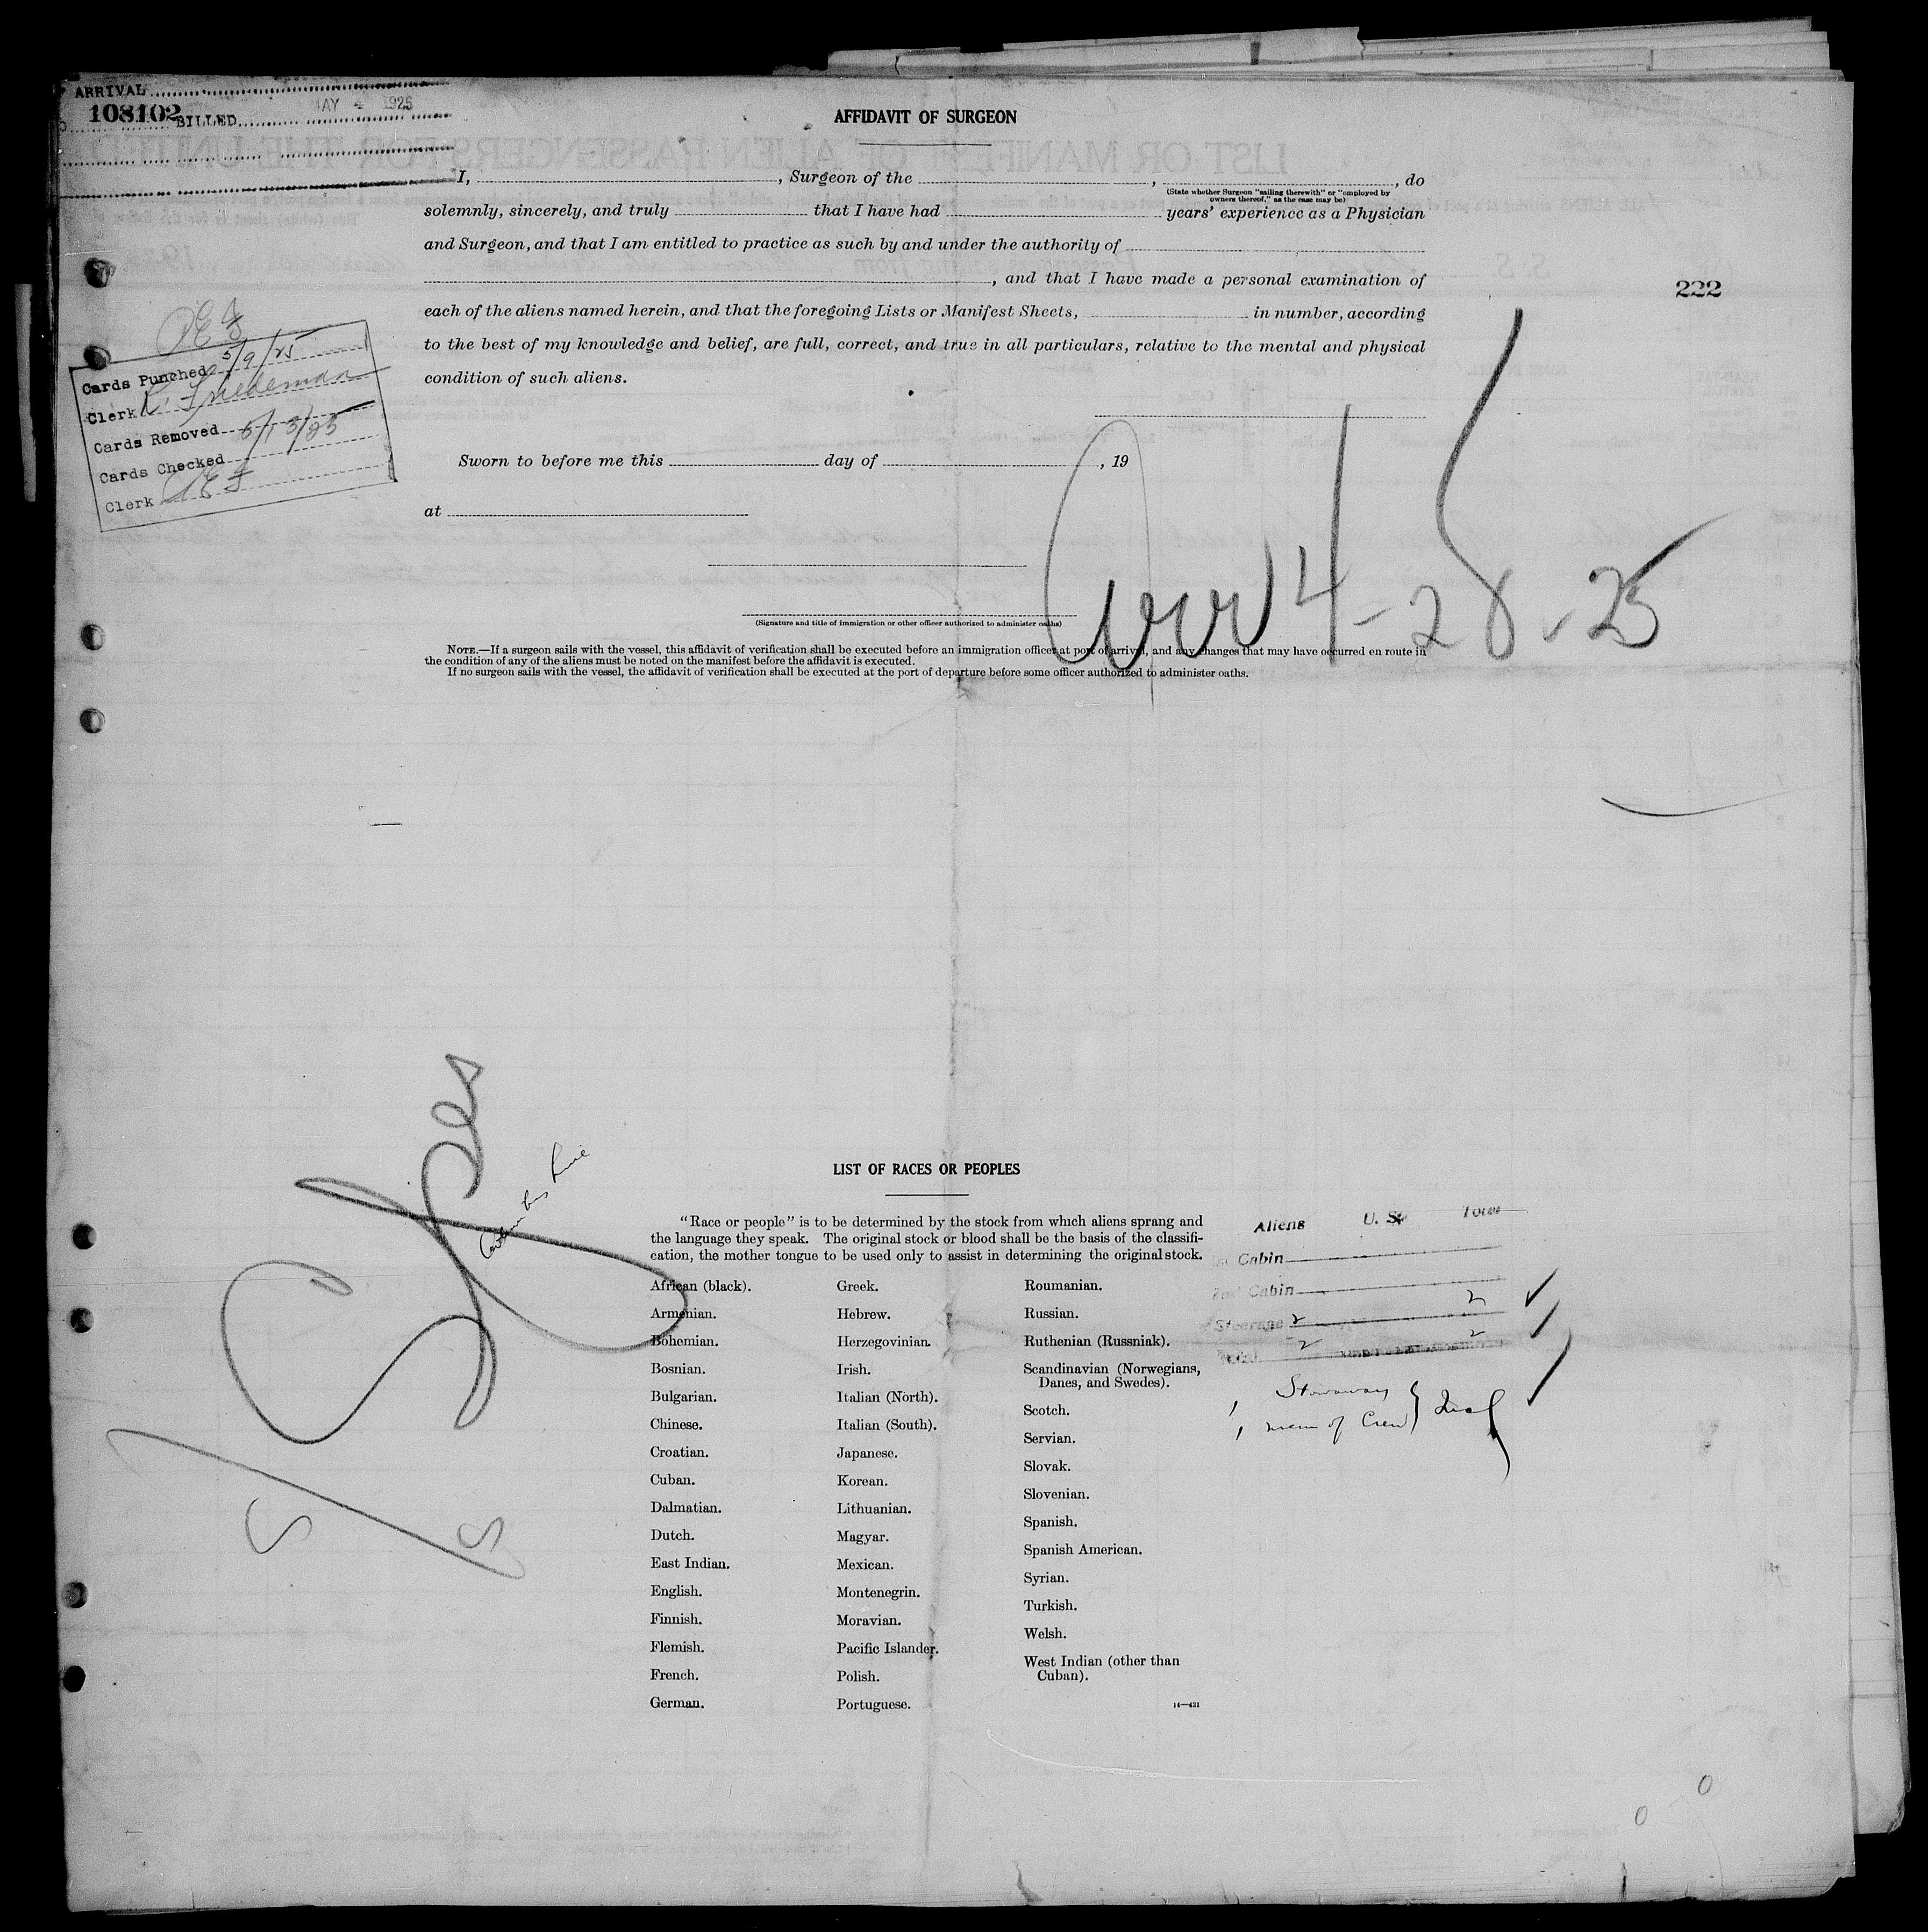 ARRIVAL
108102 BILLED MAY 4 1925
AFFIDAVIT OF SURGEON
I, , Surgeon of the , , do
(State whether Surgeon "sailing therewith" or "employed by
owners thereof," as the case may be)
solemnly, sincerely, and truly that I have had years' experience as a Physician
and Surgeon, and that I am entitled to practice as such by and under the authority of
, and that I have made a personal examination of
222
each of the aliens named herein, and that the foregoing Lists or Manifest Sheets, in number, according
to the best of my knowledge and belief, are full, correct, and true in all particulars, relative to the mental and physical
condition of such aliens.
Cards Punched 5/9/25
Clerk Friedeman
Cards Removed 5/13/25
Cards Checked
Clerk
Sworn to before me this day of , 19
at
Arr 4-28-25
(Signature and title of immigration or other officer authorized to administer oaths)
NOTE.—If a surgeon sails with the vessel, this affidavit of verification shall be executed before an immigration officer at port of arrival, and any changes that may have occurred en route in
the condition of any of the aliens must be noted on the manifest before the affidavit is executed.
If no surgeon sails with the vessel, the affidavit of verification shall be executed at the port of departure before some officer authorized to administer oaths.
S/S
Line
LIST OF RACES OR PEOPLES
"Race or people" is to be determined by the stock from which aliens sprang and
the language they speak. The original stock or blood shall be the basis of the classifi-
cation, the mother tongue to be used only to assist in determining the original stock.
African (black).
Armenian.
Bohemian.
Bosnian.
Bulgarian.
Chinese.
Croatian.
Cuban.
Dalmatian.
Dutch.
East Indian.
English.
Finnish.
Flemish.
French.
German.
Greek.
Hebrew.
Herzegovinian.
Irish.
Italian (North).
Italian (South).
Japanese.
Korean.
Lithuanian.
Magyar.
Mexican.
Montenegrin.
Moravian.
Pacific Islander.
Polish.
Portuguese.
Roumanian.
Russian.
Ruthenian (Russniak).
Scandinavian (Norwegians,
Danes, and Swedes).
Scotch.
Servian.
Slovak.
Slovenian.
Spanish.
Spanish American.
Syrian.
Turkish.
Welsh.
West Indian (other than
Cuban).
14—431
Aliens U. S. Total
Cabin
2nd Cabin
Steerage 2 2
Total 2 2
1 Stowaway
1 mem of Crew
0
0